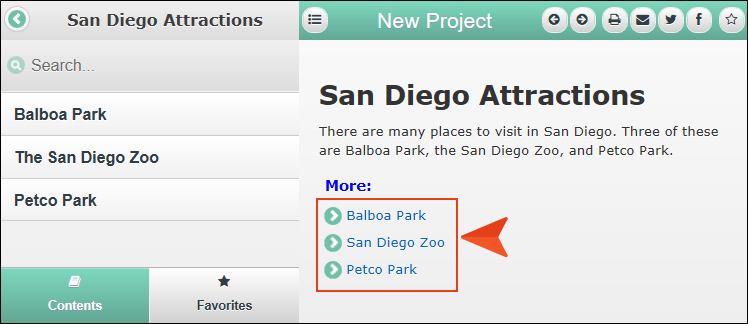 San Diego Attractions
Search...
Balboa Park
The San Diego Zoo
Petco Park
Contents
Favorites
New Project
San Diego Attractions
There are many places to visit in San Diego. Three of these
are Balboa Park, the San Diego Zoo, and Petco Park.
More:
Balboa Park
San Diego Zoo
Petco Park